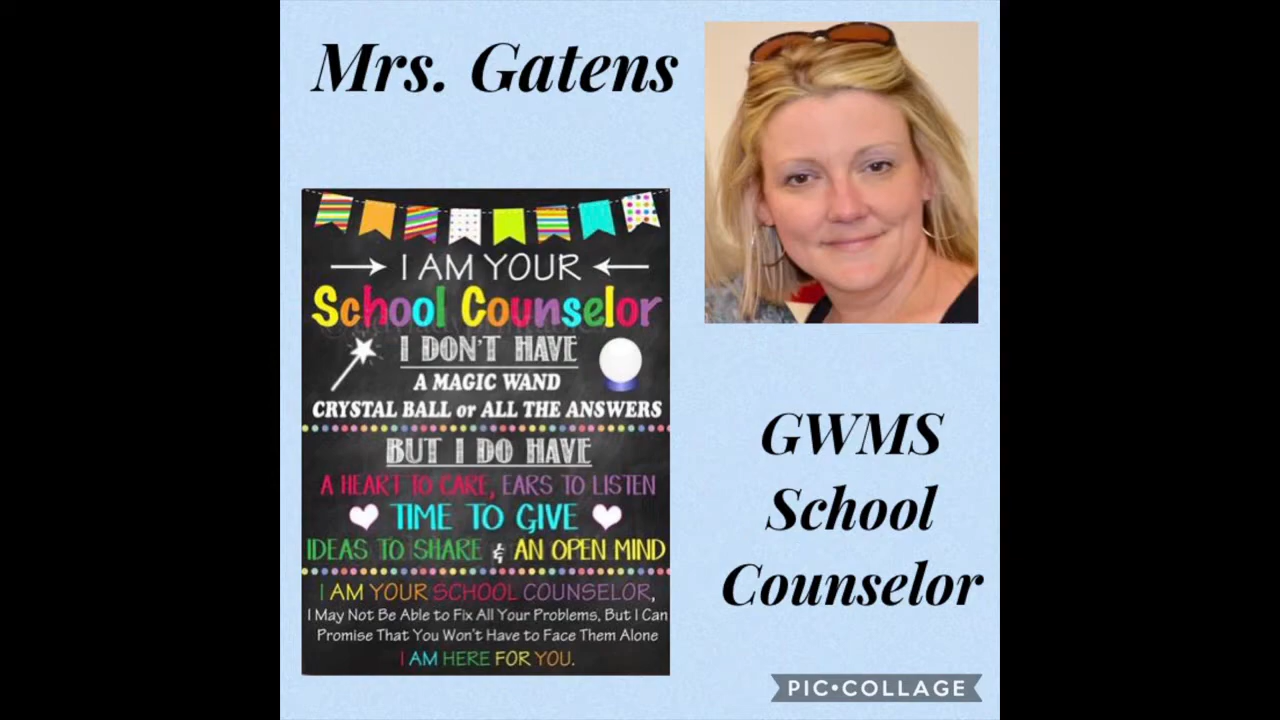 Mrs. Gatens
I AM YOUR
School Counselor
I DON'T HAVE
A MAGIC WAND
CRYSTAL BALL or ALL THE ANSWERS
BUT I DO HAVE
A HEART TO CARE, EARS TO LISTEN
TIME TO GIVE
IDEAS TO SHARE & AN OPEN MIND
I AM YOUR SCHOOL COUNSELOR,
I May Not Be Able to Fix All Your Problems, But I Can
Promise That You Won't Have to Face Them Alone
I AM HERE FOR YOU.
GWMS
School
Counselor
PIC•COLLAGE